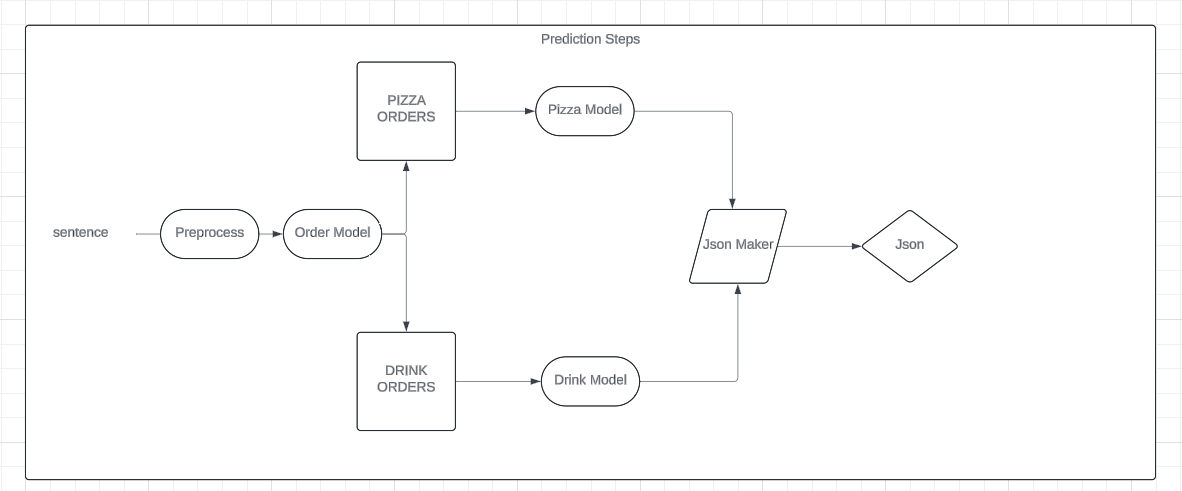 Prediction Steps
PIZZA
ORDERS
Pizza Model
sentence
Preprocess
Order Model
Json Maker
Json
DRINK
ORDERS
Drink Model